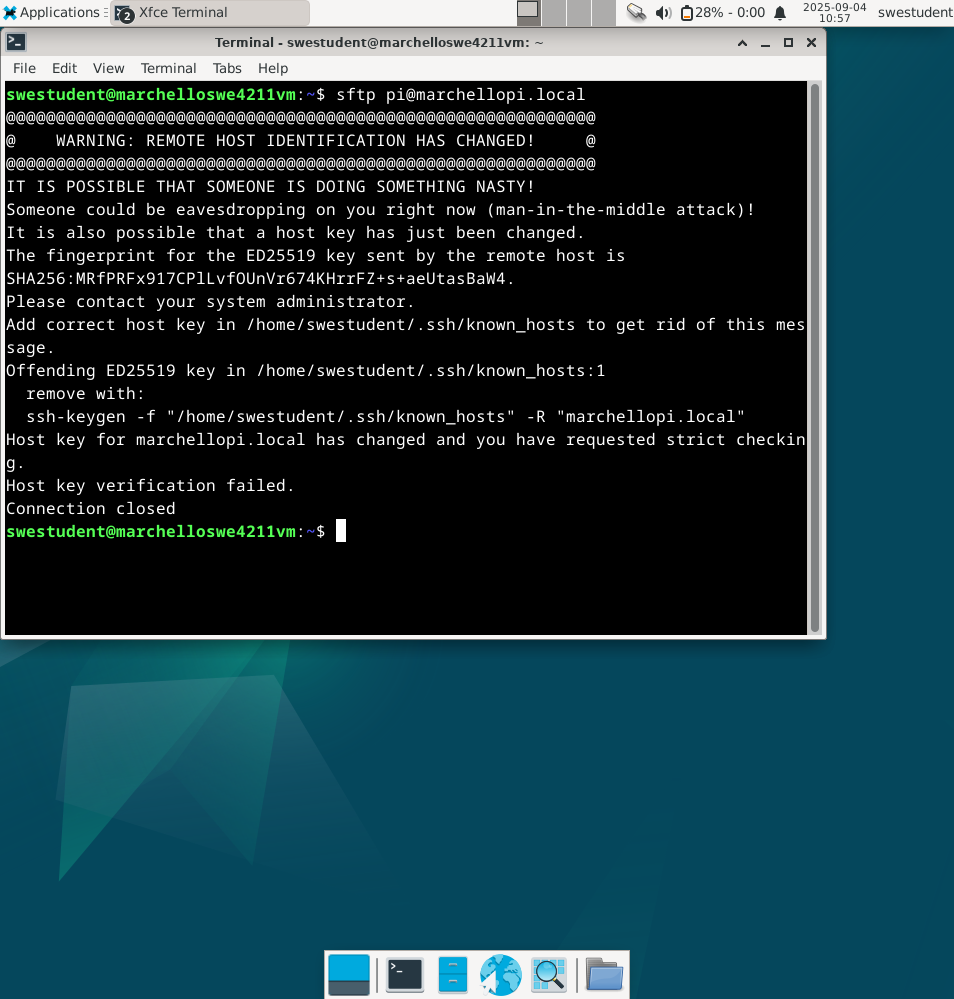 Applications
2
Xfce Terminal
28% - 0:00
2025-09-04
10:57
swestudent
Terminal - swestudent@marchelloswe4211vm: ~
File Edit View Terminal Tabs Help
swestudent@marchelloswe4211vm:~$ sftp pi@marchellopi.local
@@@@@@@@@@@@@@@@@@@@@@@@@@@@@@@@@@@@@@@@@@@@@@@@@@@@@@@@@@@
@    WARNING: REMOTE HOST IDENTIFICATION HAS CHANGED!     @
@@@@@@@@@@@@@@@@@@@@@@@@@@@@@@@@@@@@@@@@@@@@@@@@@@@@@@@@@@@
IT IS POSSIBLE THAT SOMEONE IS DOING SOMETHING NASTY!
Someone could be eavesdropping on you right now (man-in-the-middle attack)!
It is also possible that a host key has just been changed.
The fingerprint for the ED25519 key sent by the remote host is
SHA256:MRfPRFx917CPlLvfOUnVr674KHrrFZ+s+aeUtasBaW4.
Please contact your system administrator.
Add correct host key in /home/swestudent/.ssh/known_hosts to get rid of this mes
sage.
Offending ED25519 key in /home/swestudent/.ssh/known_hosts:1
  remove with:
  ssh-keygen -f "/home/swestudent/.ssh/known_hosts" -R "marchellopi.local"
Host key for marchellopi.local has changed and you have requested strict checkin
g.
Host key verification failed.
Connection closed
swestudent@marchelloswe4211vm:~$